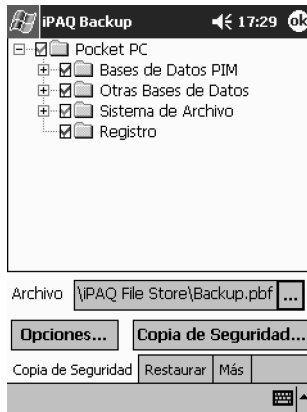 iPAQ Backup 17:29 ok
Pocket PC
Bases de Datos PIM
Otras Bases de Datos
Sistema de Archivo
Registro
Archivo \iPAQ File Store\Backup.pbf ...
Opciones... Copia de Seguridad...
Copia de Seguridad Restaurar Más